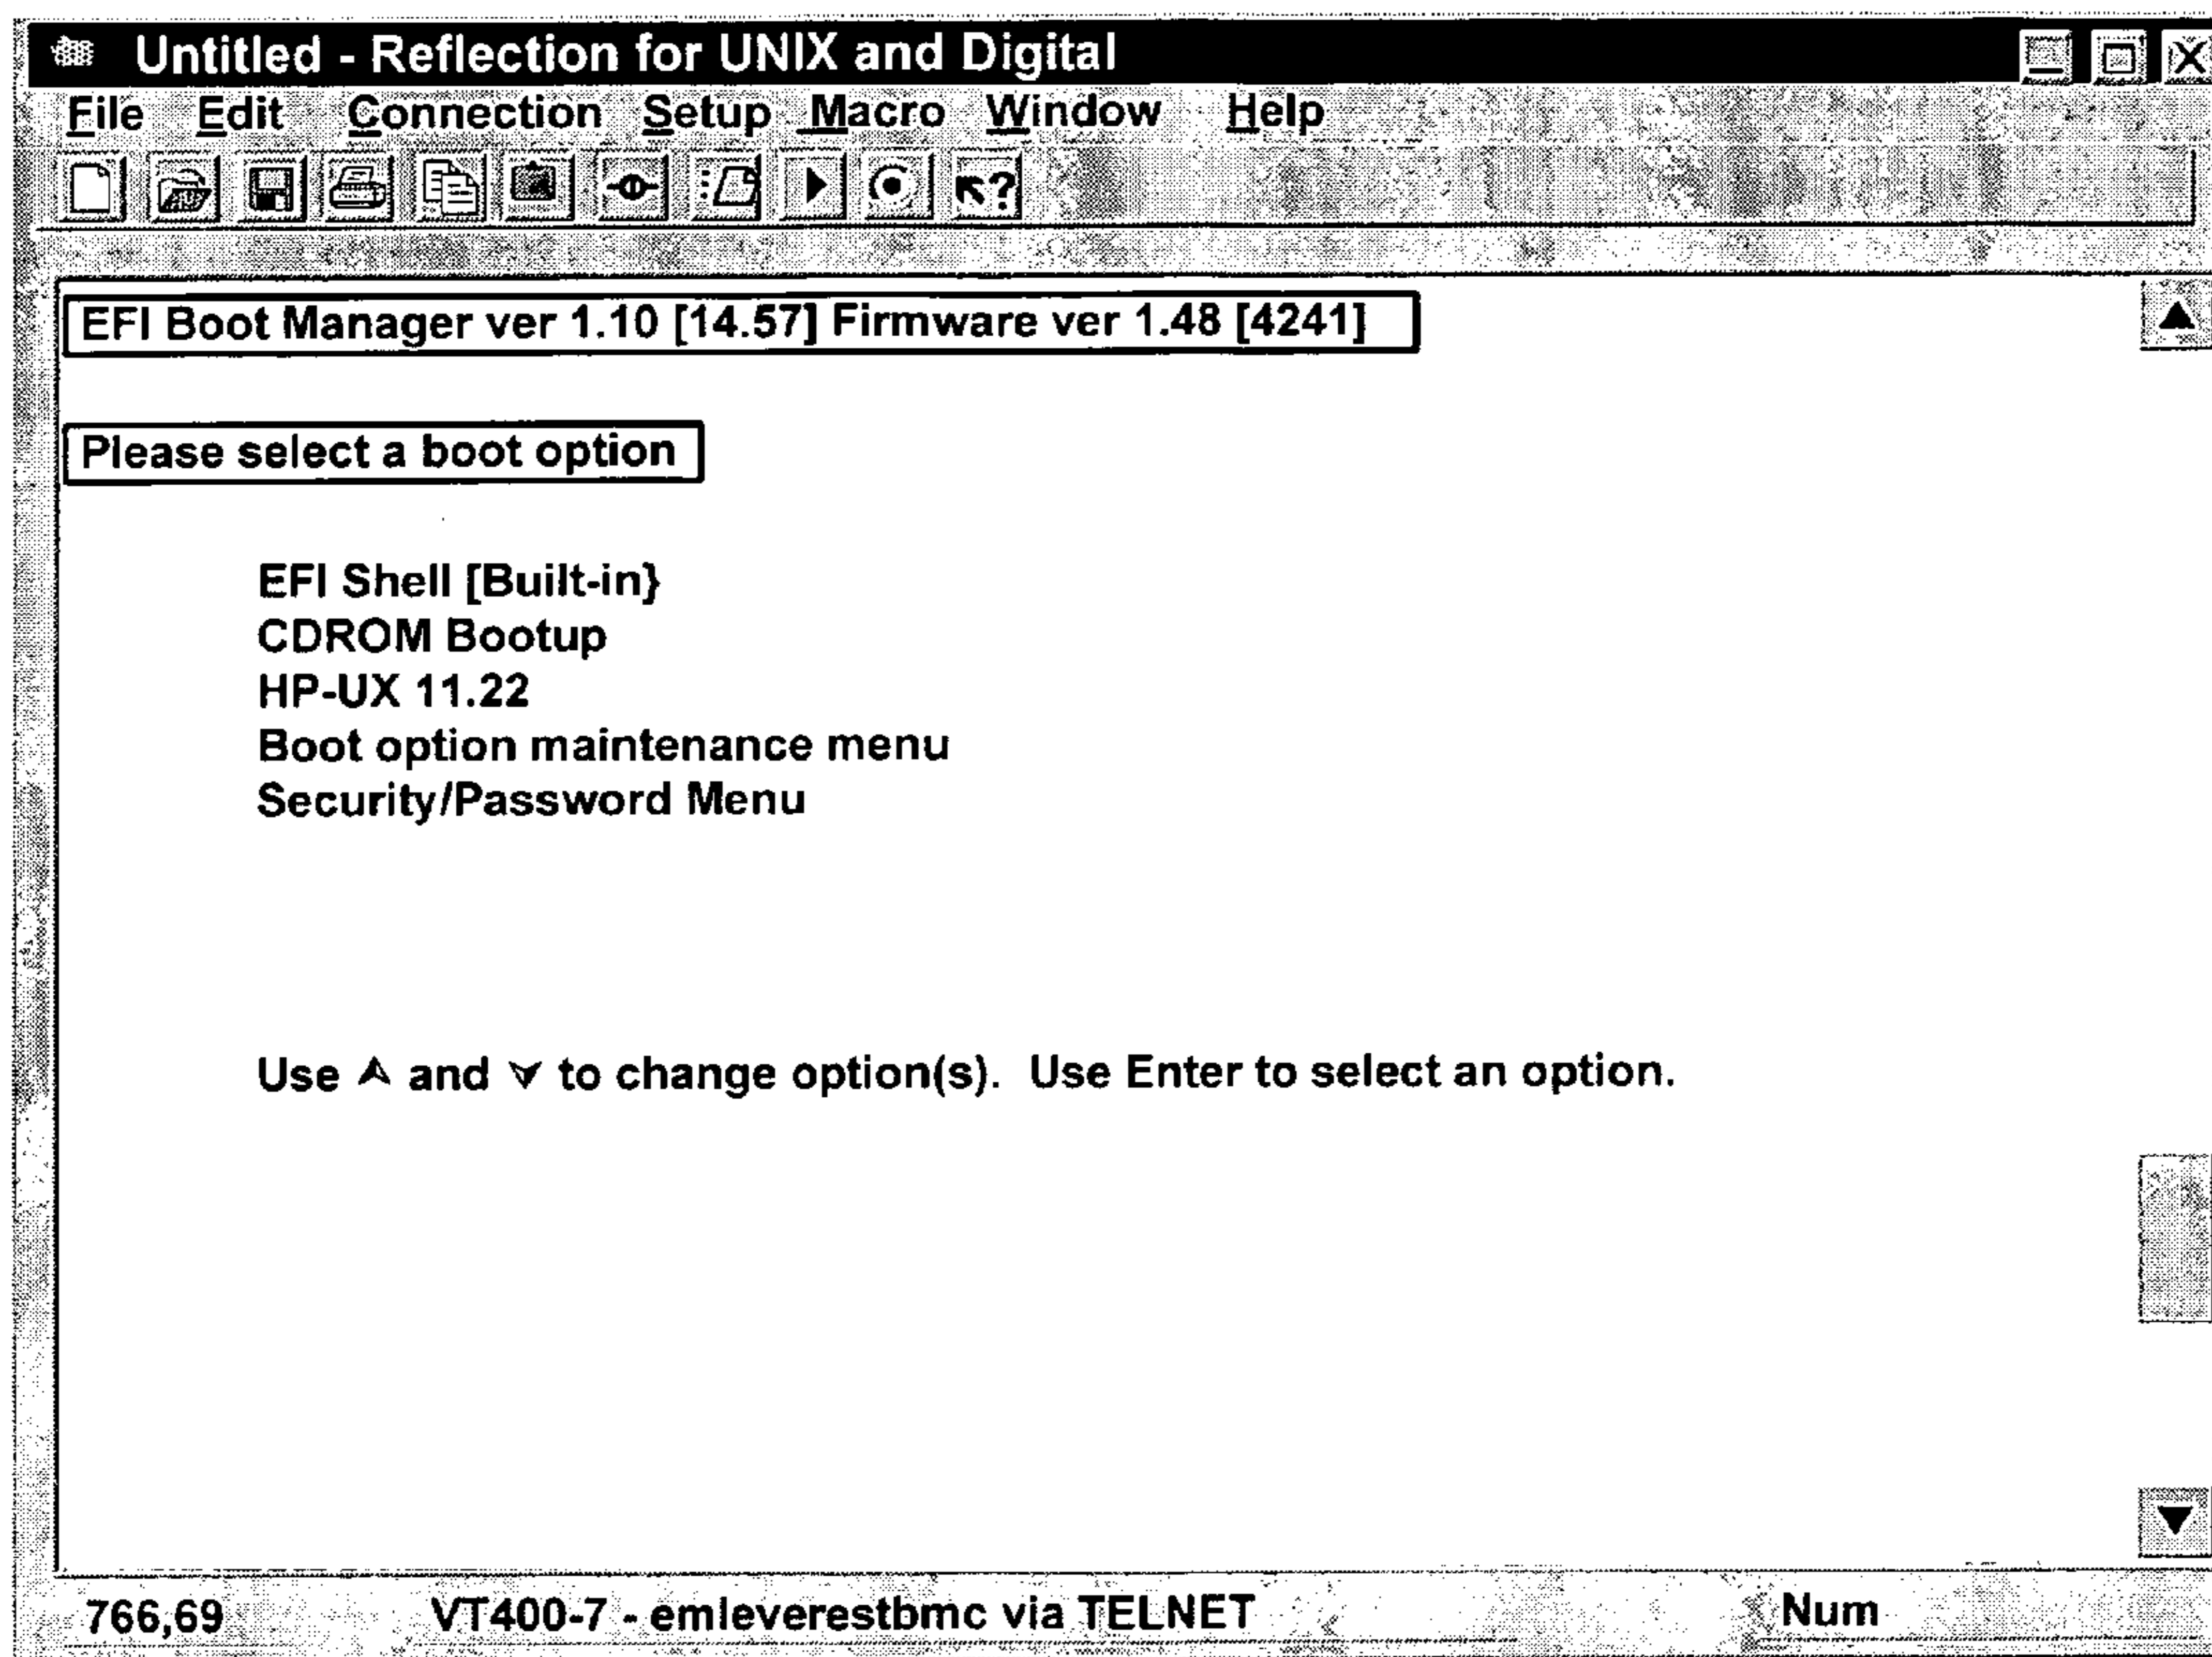 Untitled - Reflection for UNIX and Digital
File Edit Connection Setup Macro Window Help
EFI Boot Manager ver 1.10 [14.57] Firmware ver 1.48 [4241]
Please select a boot option
EFI Shell [Built-in}
CDROM Bootup
HP-UX 11.22
Boot option maintenance menu
Security/Password Menu
Use ⮝ and ⮟ to change option(s). Use Enter to select an option.
766,69 VT400-7 - emleverestbmc via TELNET Num